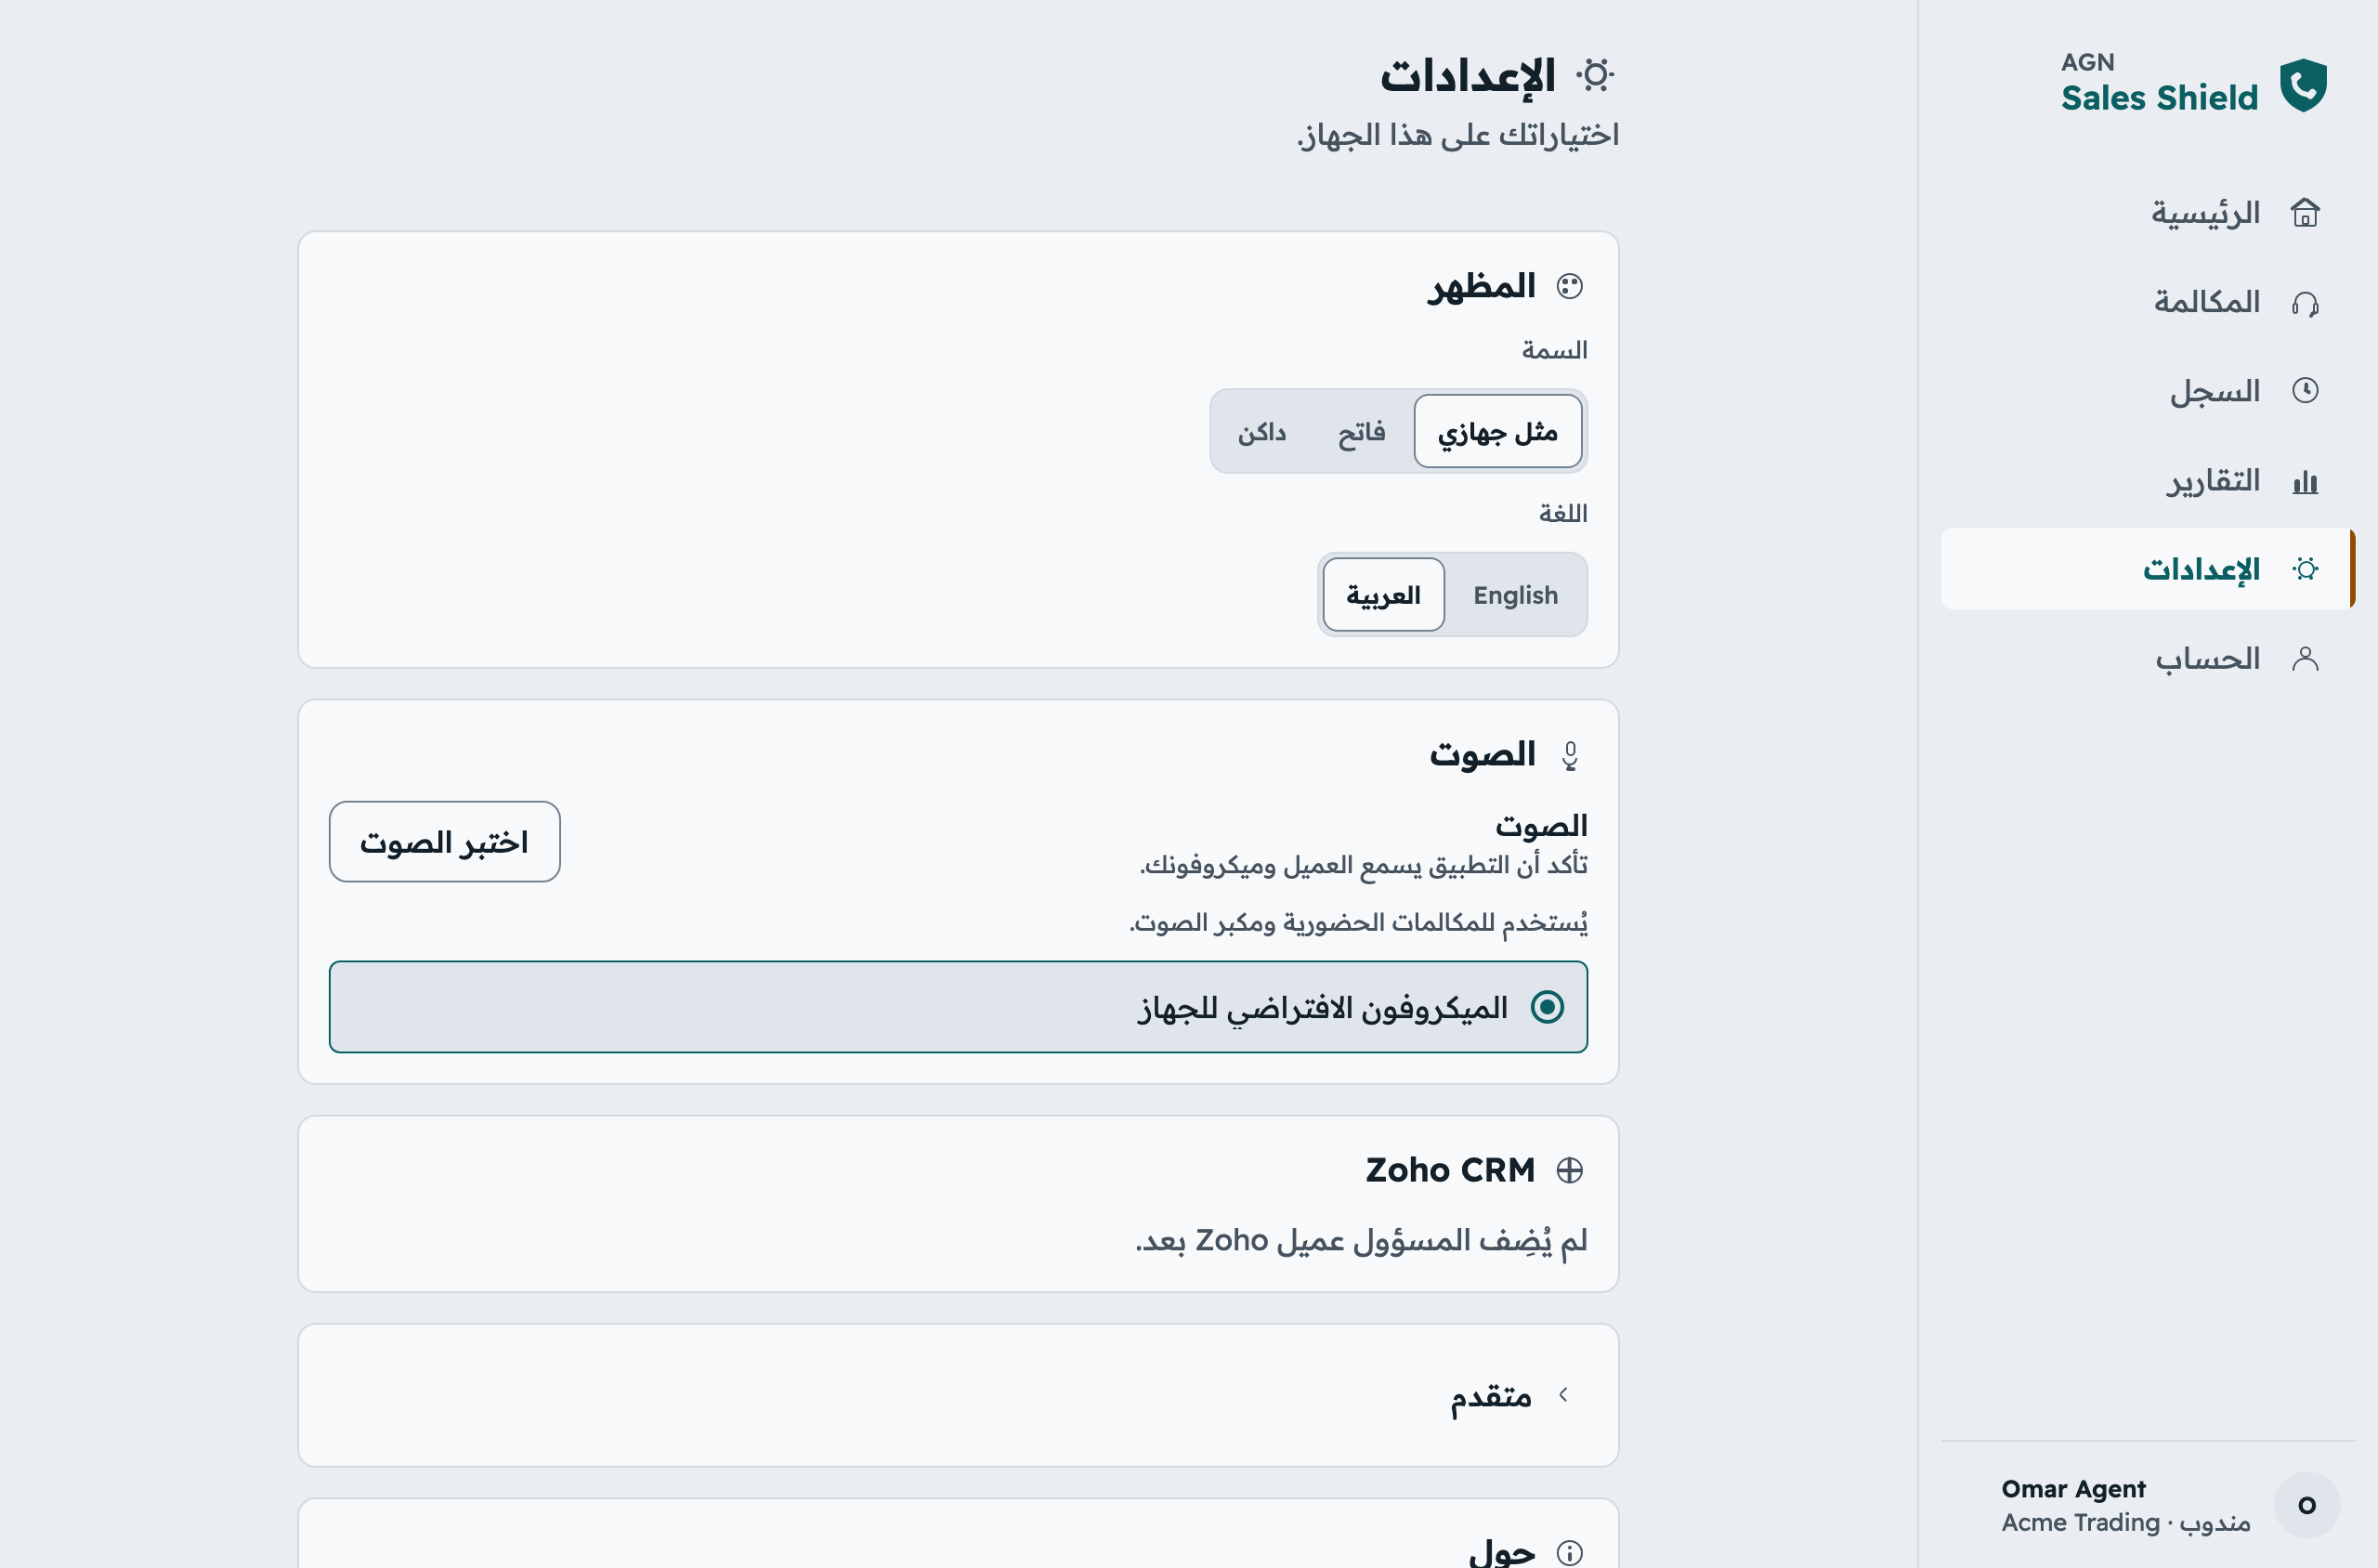 AGN
Sales Shield
الرئيسية
المكالمة
السجل
التقارير
الإعدادات
الحساب
Omar Agent
مندوب · Acme Trading
O
الإعدادات
اختياراتك على هذا الجهاز.
المظهر
السمة
مثل جهازي
فاتح
داكن
اللغة
English
العربية
الصوت
الصوت
تأكد أن التطبيق يسمع العميل وميكروفونك.
اختبر الصوت
يُستخدم للمكالمات الحضورية ومكبر الصوت.
الميكروفون الافتراضي للجهاز
Zoho CRM
لم يُضِف المسؤول عميل Zoho بعد.
متقدم
حول